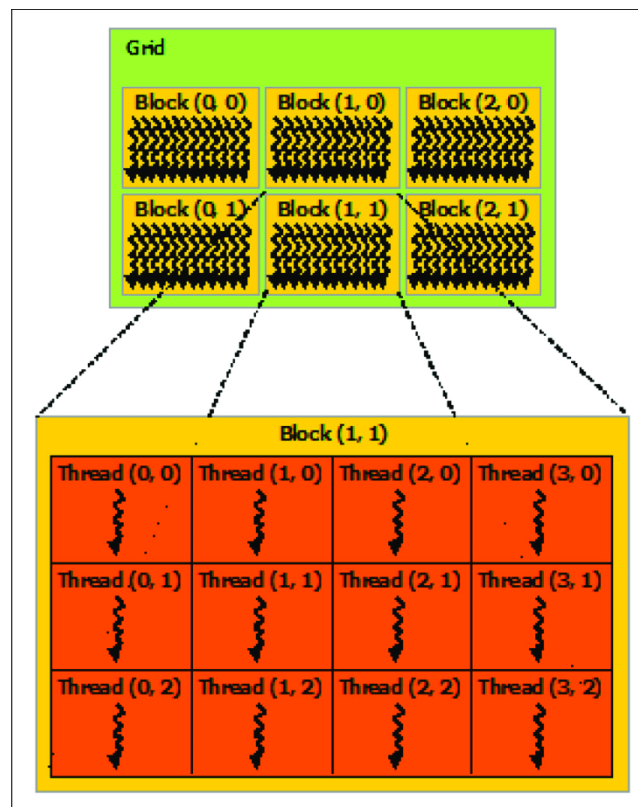 Grid
Block (0, 0) Block (1, 0) Block (2, 0)
Block (0, 1) Block (1, 1) Block (2, 1)
Block (1, 1)
Thread (0, 0) Thread (1, 0) Thread (2, 0) Thread (3, 0)
Thread (0, 1) Thread (1, 1) Thread (2, 1) Thread (3, 1)
Thread (0, 2) Thread (1, 2) Thread (2, 2) Thread (3, 2)